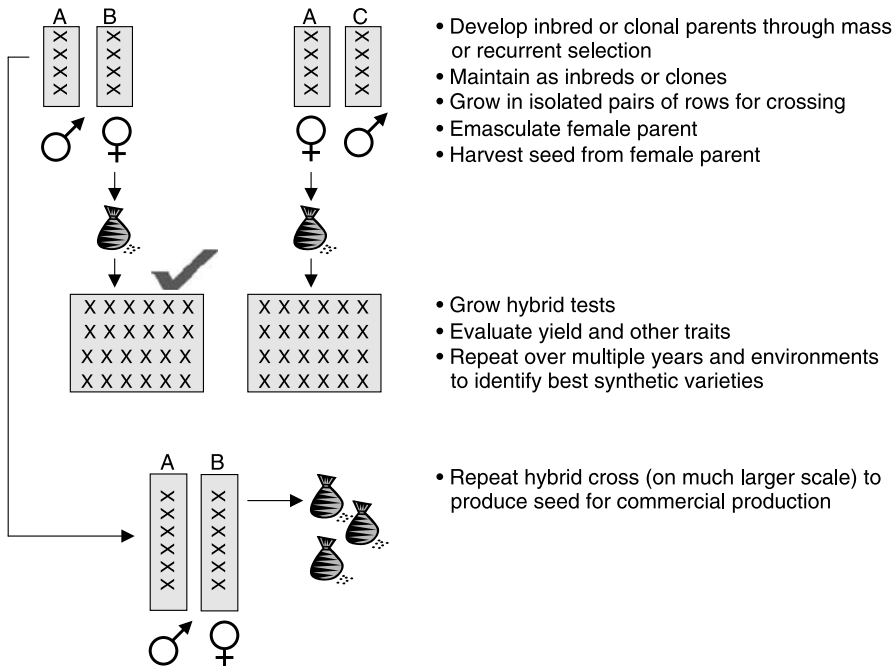 A B A C
X X X X
X X X X
X X X X
X X X X
• Develop inbred or clonal parents through mass
or recurrent selection
• Maintain as inbreds or clones
• Grow in isolated pairs of rows for crossing
• Emasculate female parent
• Harvest seed from female parent
X X X X X X X X X X X X
X X X X X X X X X X X X
X X X X X X X X X X X X
X X X X X X X X X X X X
• Grow hybrid tests
• Evaluate yield and other traits
• Repeat over multiple years and environments
to identify best synthetic varieties
A B
X X
X X
X X
X X
X X
X X
• Repeat hybrid cross (on much larger scale) to
produce seed for commercial production